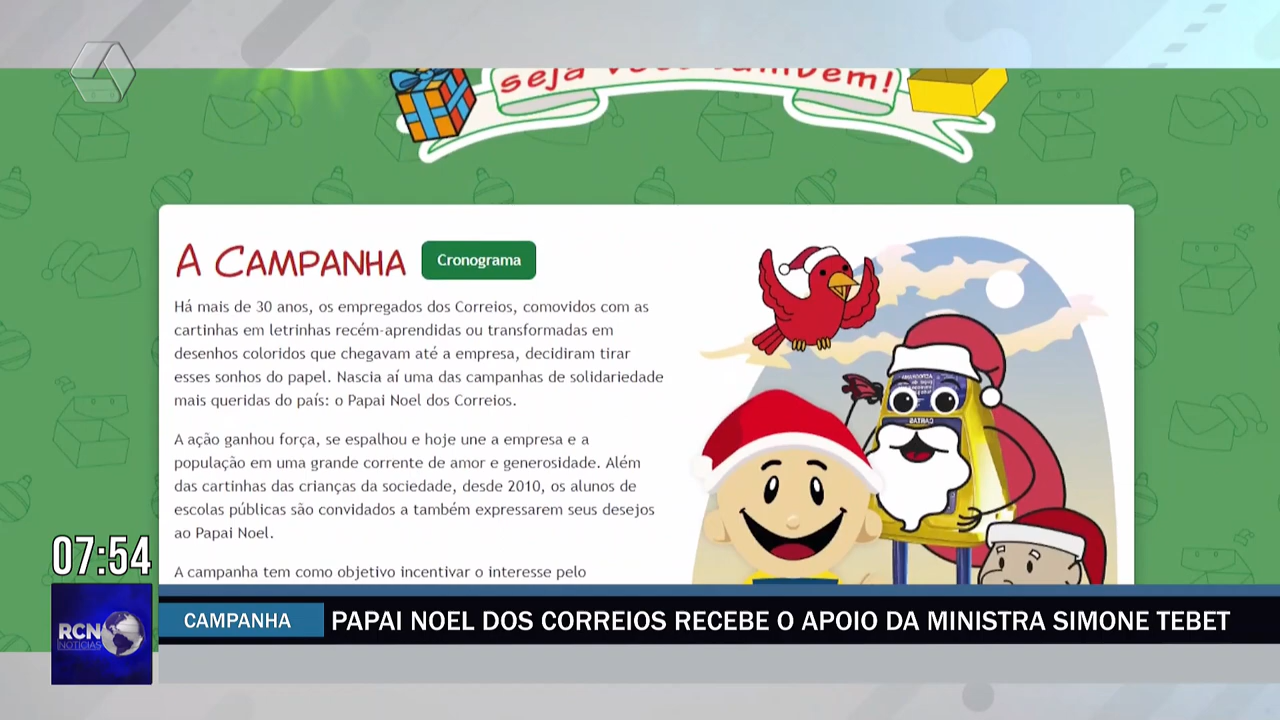 seja você também!
A CAMPANHA
Cronograma
Há mais de 30 anos, os empregados dos Correios, comovidos com as
cartinhas em letrinhas recém-aprendidas ou transformadas em
desenhos coloridos que chegavam até a empresa, decidiram tirar
esses sonhos do papel. Nascia aí uma das campanhas de solidariedade
mais queridas do país: o Papai Noel dos Correios.
A ação ganhou força, se espalhou e hoje une a empresa e a
população em uma grande corrente de amor e generosidade. Além
das cartinhas das crianças da sociedade, desde 2010, os alunos de
escolas públicas são convidados a também expressarem seus desejos
ao Papai Noel.
A campanha tem como objetivo incentivar o interesse pelo
07:54
RCN
NOTÍCIAS
CAMPANHA
PAPAI NOEL DOS CORREIOS RECEBE O APOIO DA MINISTRA SIMONE TEBET